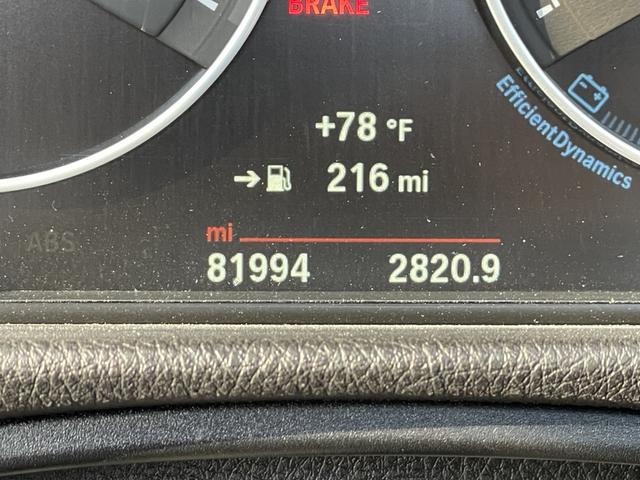 BRAKE
+78 °F
216 mi
EfficientDynamics
ABS
mi
81994 2820.9